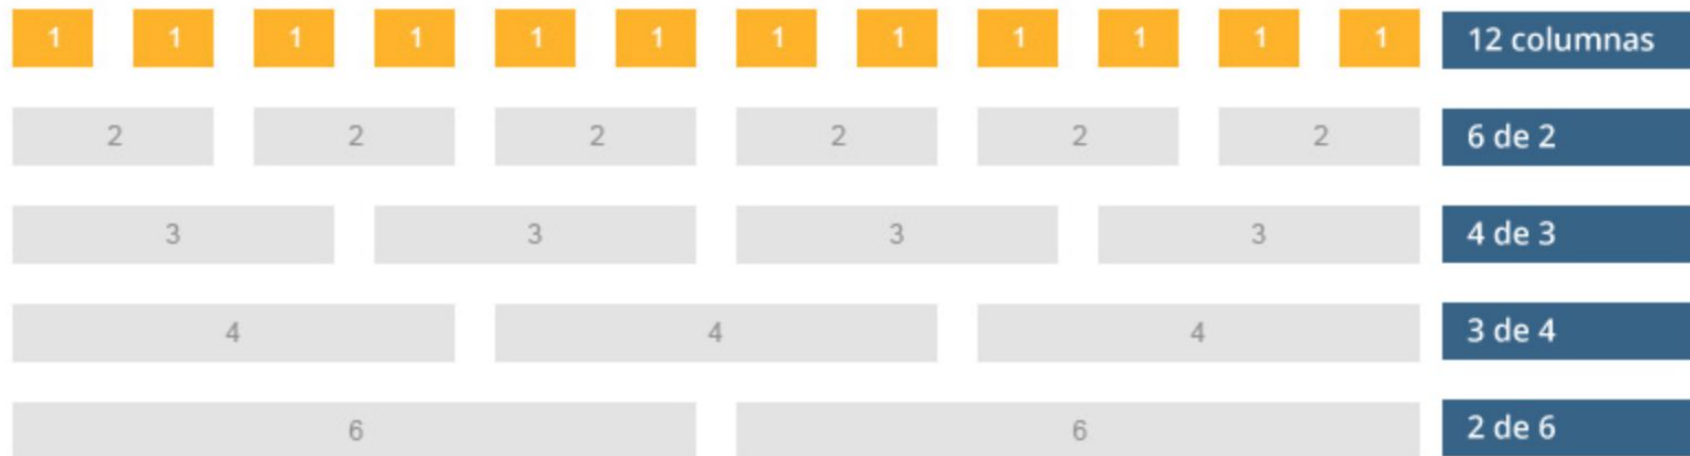 1 1 1 1 1 1 1 1 1 1 1 1 12 columnas
2 2 2 2 2 2 6 de 2
3 3 3 3 4 de 3
4 4 4 3 de 4
6 6 2 de 6